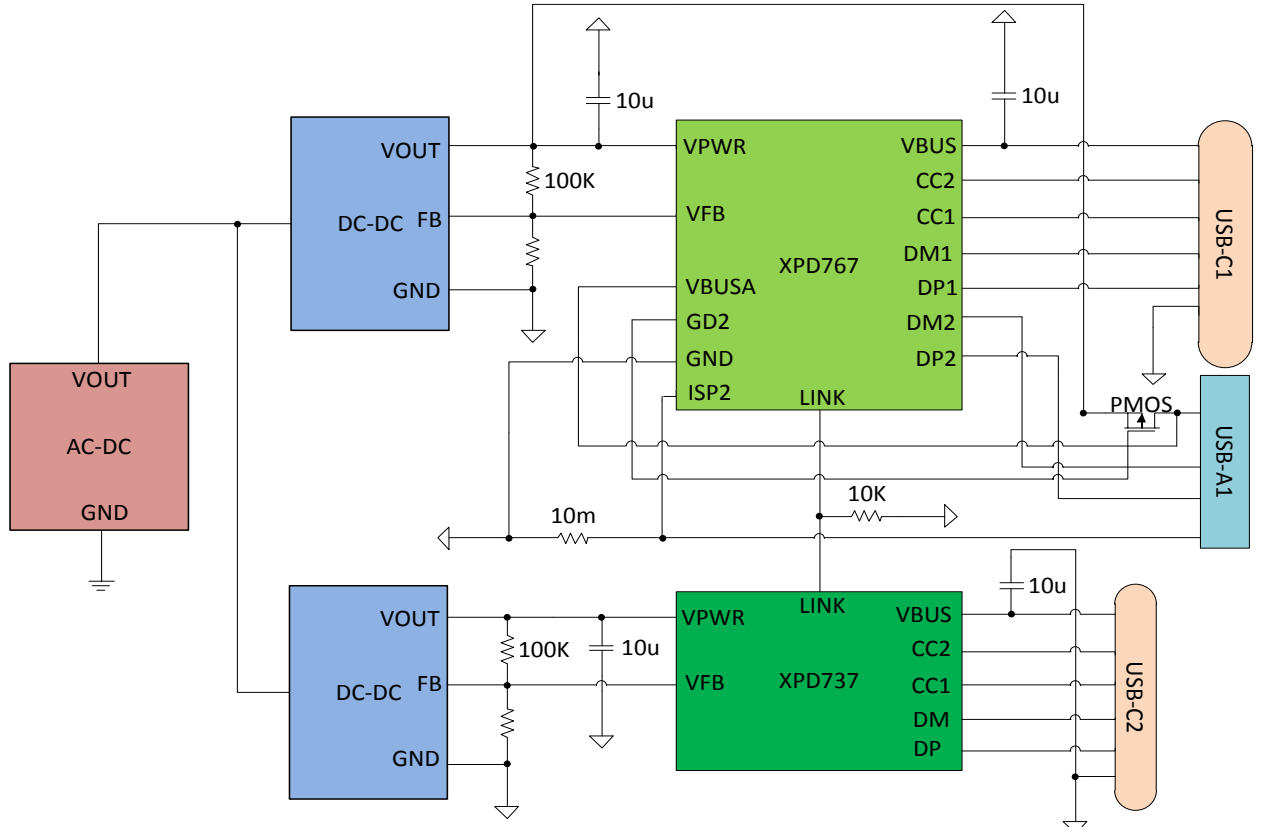 10u
10u
VOUT
VPWR
VBUS
100K
CC2
DC-DC
FB
VFB
CC1
XPD767
DM1
USB-C1
GND
VBUSA
DP1
GD2
DM2
GND
DP2
VOUT
ISP2
LINK
PMOS
AC-DC
USB-A1
GND
10m
10K
10u
VOUT
VPWR
LINK
VBUS
100K
10u
CC2
DC-DC
FB
VFB
XPD737
CC1
USB-C2
DM
GND
DP